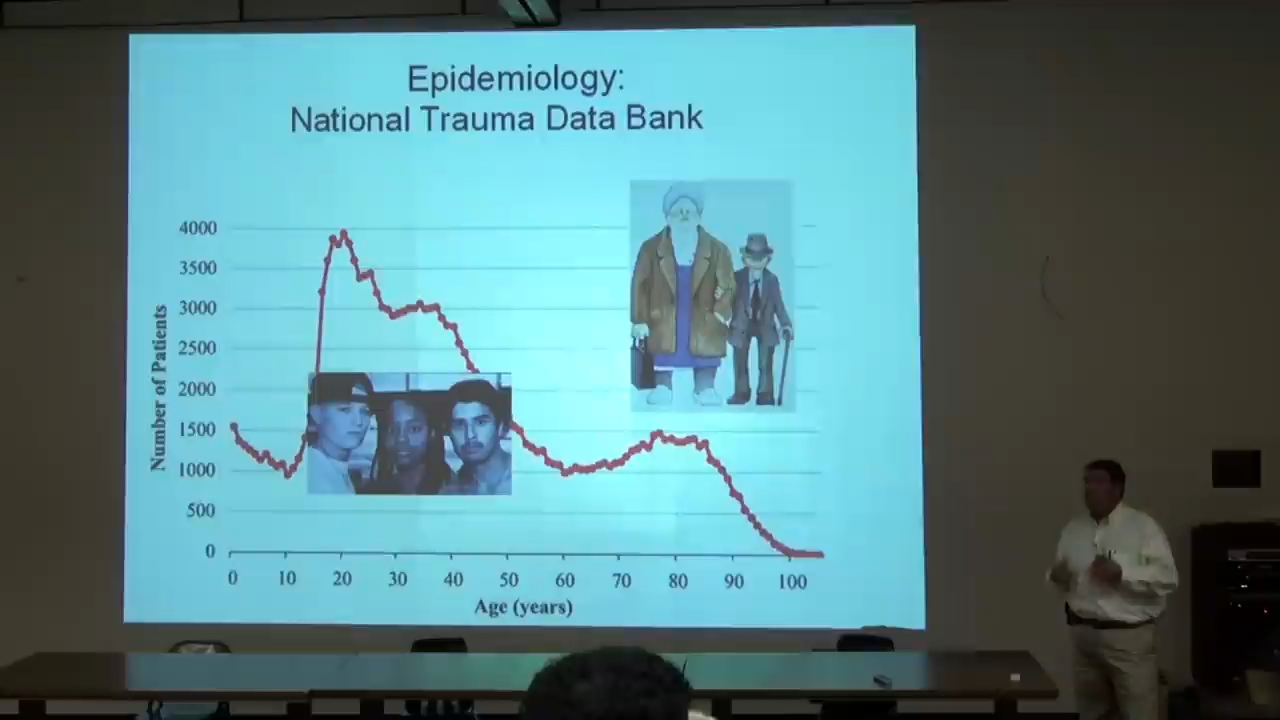 Epidemiology:
National Trauma Data Bank
Number of Patients
4000
3500
3000
2500
2000
1500
1000
500
0
0 10 20 30 40 50 60 70 80 90 100
Age (years)